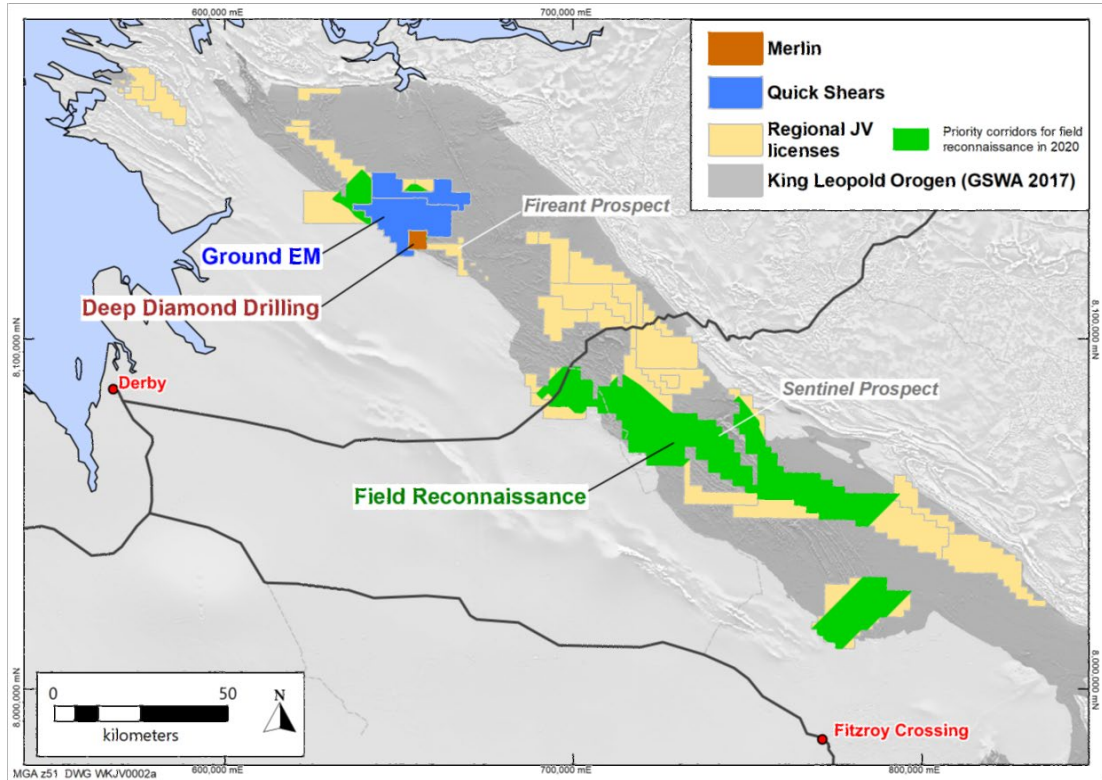 600,000 mE
700,000 mE
Merlin
Quick Shears
Regional JV
licenses
Priority corridors for field
reconnaissance in 2020
King Leopold Orogen (GSWA 2017)
Fireant Prospect
Ground EM
Deep Diamond Drilling
8,100,000 mN
8,100,000 mN
Derby
Sentinel Prospect
Field Reconnaissance
8,000,000 mN
8,000,000 mN
0 50
kilometers
N
Fitzroy Crossing
600,000 mE
700,000 mE
800,000 mE
MGA z51 DWG WKJV0002a